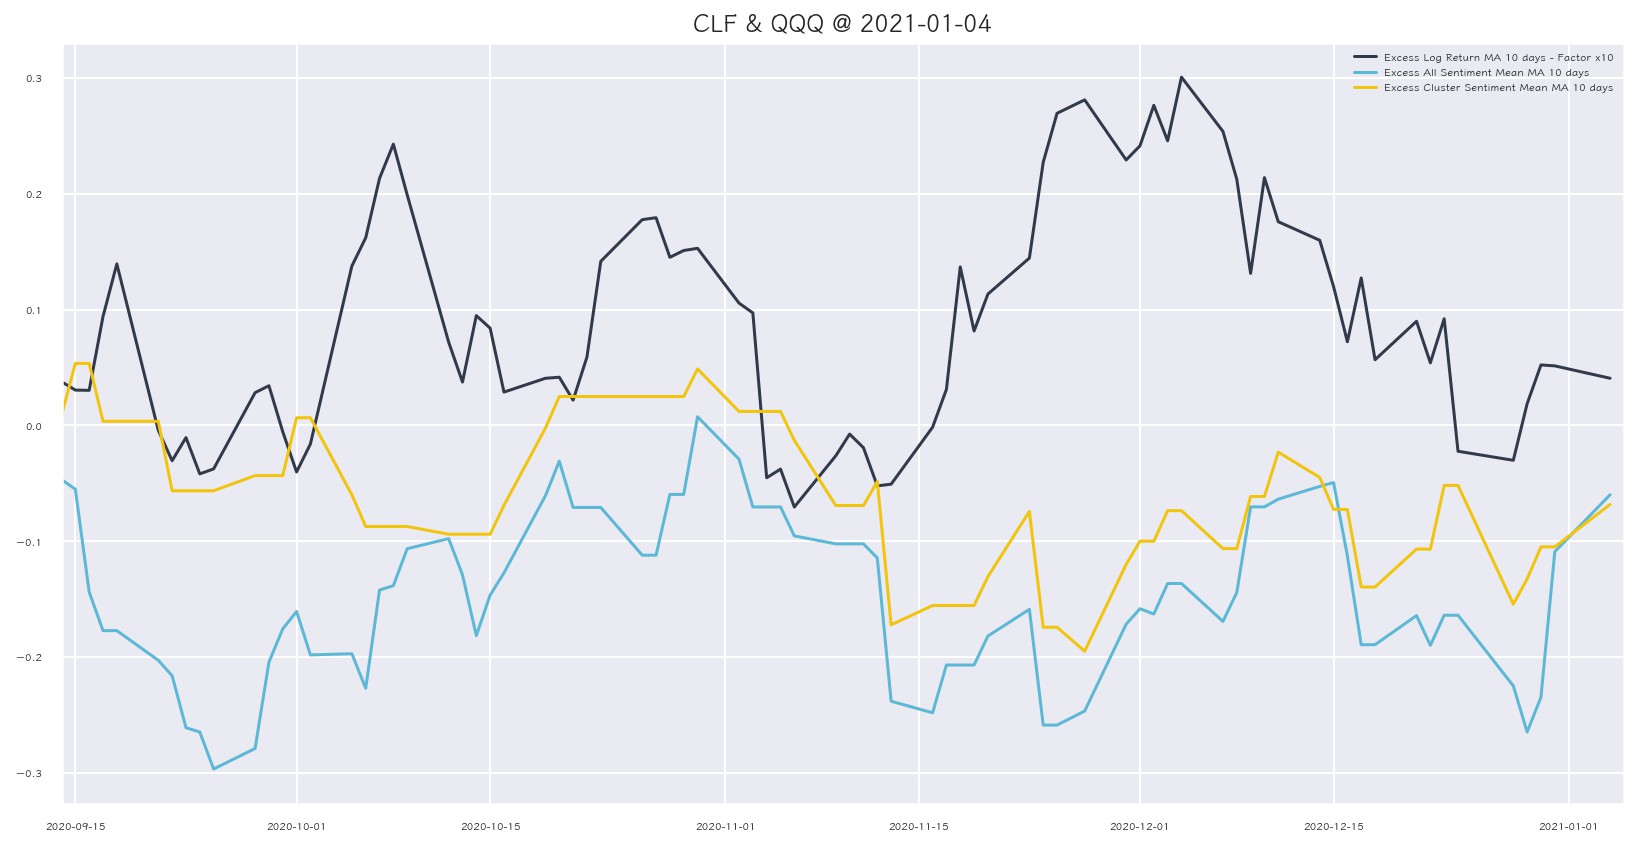 CLF & QQQ @ 2021-01-04
Excess Log Return MA 10 days - Factor x10
Excess All Sentiment Mean MA 10 days
Excess Cluster Sentiment Mean MA 10 days
0.3
0.2
0.1
0.0
−0.1
−0.2
−0.3
2020-09-15 2020-10-01 2020-10-15 2020-11-01 2020-11-15 2020-12-01 2020-12-15 2021-01-01